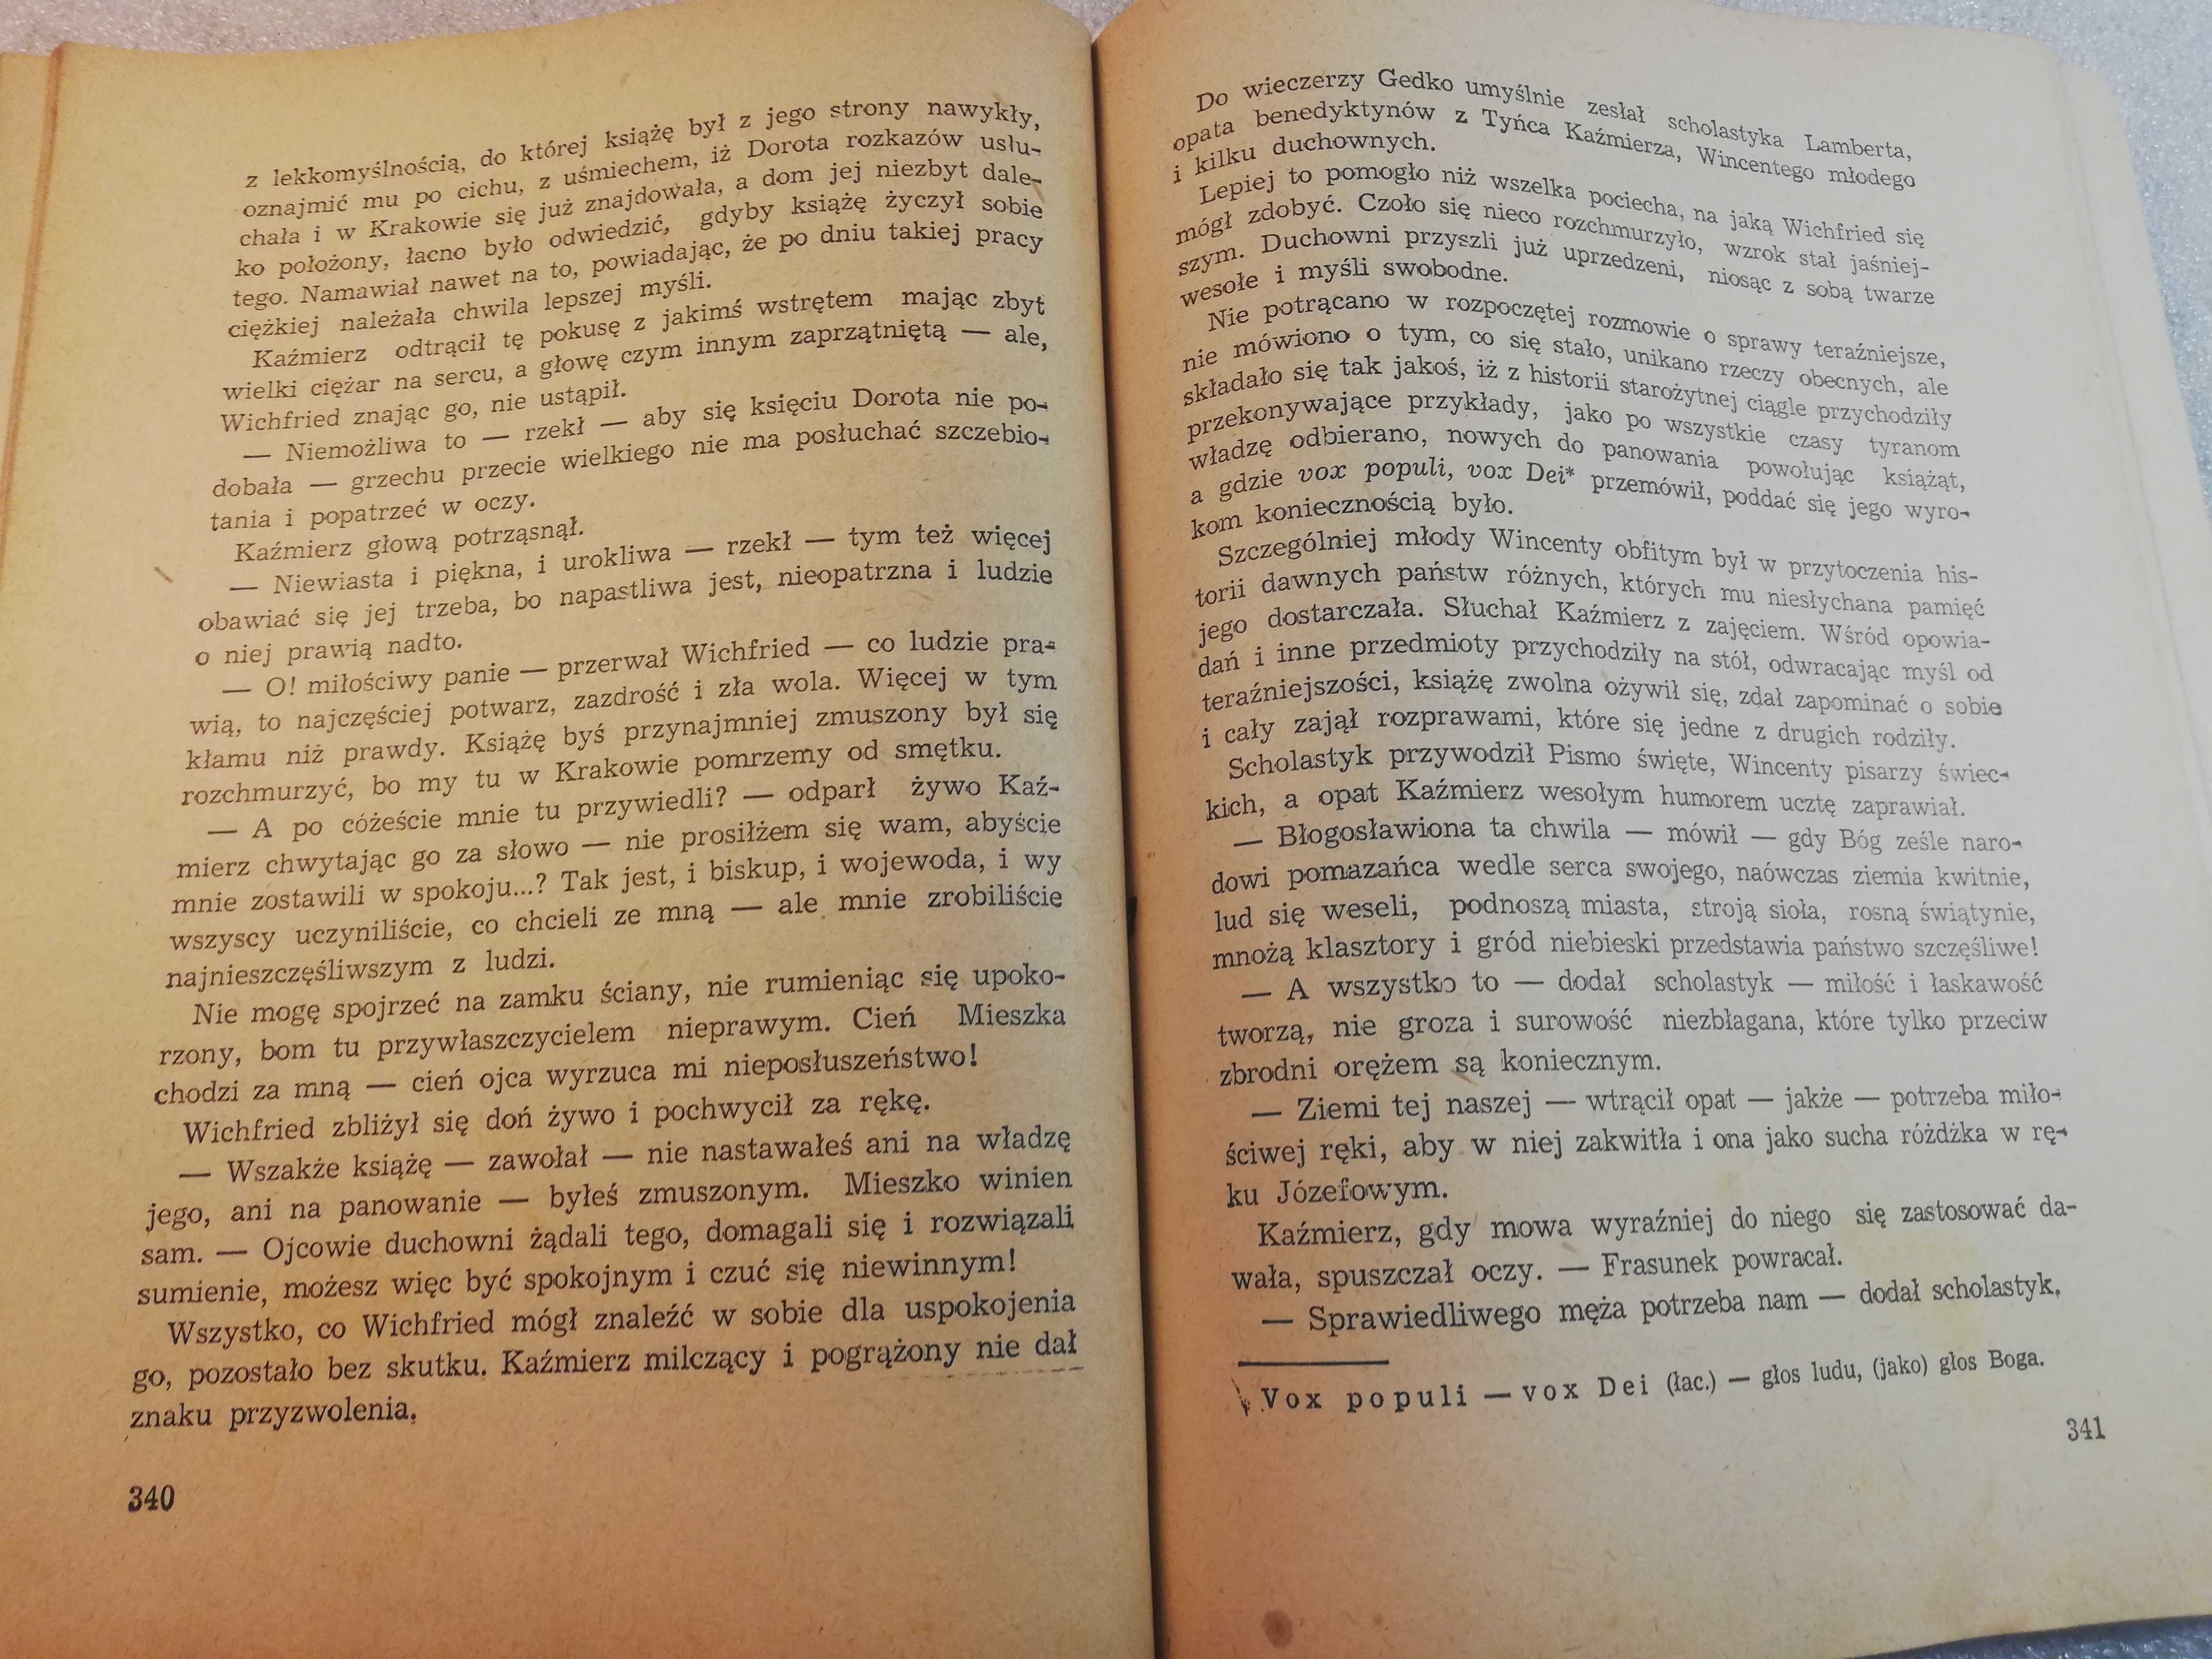 z lekkomyślnością, do której książę był z jego strony nawykły,
oznajmić mu po cichu, z uśmiechem, iż Dorota rozkazów usłu-
chała i w Krakowie się już znajdowała, a dom jej niezbyt dale-
ko położony, łacno było odwiedzić, gdyby książę życzył sobie
tego. Namawiał nawet na to, powiadając, że po dniu takiej pracy
ciężkiej należała chwila lepszej myśli.
Kaźmierz odtrącił tę pokusę z jakimś wstrętem mając zbyt
wielki ciężar na sercu, a głowę czym innym zaprzątniętą — ale,
Wichfried znając go, nie ustąpił.
— Niemożliwa to — rzekł — aby się księciu Dorota nie po-
dobała — grzechu przecie wielkiego nie ma posłuchać szczebio-
tania i popatrzeć w oczy.
Kaźmierz głową potrząsnął.
— Niewiasta i piękna, i urokliwa — rzekł — tym też więcej
obawiać się jej trzeba, bo napastliwa jest, nieopatrzna i ludzie
o niej prawią nadto.
— O! miłościwy panie — przerwał Wichfried — co ludzie pra-
wią, to najczęściej potwarz, zazdrość i zła wola. Więcej w tym
kłamu niż prawdy. Książę byś przynajmniej zmuszony był się
rozchmurzyć, bo my tu w Krakowie pomrzemy od smętku.
— A po cóżeście mnie tu przywiedli? — odparł żywo Kaź-
mierz chwytając go za słowo — nie prosiłżem się wam, abyście
mnie zostawili w spokoju...? Tak jest, i biskup, i wojewoda, i wy
wszyscy uczyniliście, co chcieli ze mną — ale mnie zrobiliście
najnieszczęśliwszym z ludzi.
Nie mogę spojrzeć na zamku ściany, nie rumieniąc się upoko-
rzony, bom tu przywłaszczycielem nieprawym. Cień Mieszka
chodzi za mną — cień ojca wyrzuca mi nieposłuszeństwo!
Wichfried zbliżył się doń żywo i pochwycił za rękę.
— Wszakże książę — zawołał — nie nastawałeś ani na władzę
jego, ani na panowanie — byłeś zmuszonym. Mieszko winien
sam. — Ojcowie duchowni żądali tego, domagali się i rozwiązali
sumienie, możesz więc być spokojnym i czuć się niewinnym!
Wszystko, co Wichfried mógł znaleźć w sobie dla uspokojenia
go, pozostało bez skutku. Kaźmierz milczący i pogrążony nie dał
znaku przyzwolenia.
340
Do wieczerzy Gedko umyślnie zesłał scholastyka Lamberta,
opata benedyktynów z Tyńca Kaźmierza, Wincentego młodego
i kilku duchownych.
Lepiej to pomogło niż wszelka pociecha, na jaką Wichfried się
mógł zdobyć. Czoło się nieco rozchmurzyło, wzrok stał jaśniej-
szym. Duchowni przyszli już uprzedzeni, niosąc z sobą twarze
wesołe i myśli swobodne.
Nie potrącano w rozpoczętej rozmowie o sprawy teraźniejsze,
nie mówiono o tym, co się stało, unikano rzeczy obecnych, ale
składało się tak jakoś, iż z historii starożytnej ciągle przychodziły
przekonywające przykłady, jako po wszystkie czasy tyranom
władzę odbierano, nowych do panowania powołując książąt,
a gdzie vox populi, vox Dei* przemówił, poddać się jego wyro-
kom koniecznością było.
Szczególniej młody Wincenty obfitym był w przytoczenia his-
torii dawnych państw różnych, których mu niesłychana pamięć
jego dostarczała. Słuchał Kaźmierz z zajęciem. Wśród opowia-
dań i inne przedmioty przychodziły na stół, odwracając myśl od
teraźniejszości, książę zwolna ożywił się, zdał zapominać o sobie
i cały zajął rozprawami, które się jedne z drugich rodziły.
Scholastyk przywodził Pismo święte, Wincenty pisarzy świec-
kich, a opat Kaźmierz wesołym humorem ucztę zaprawiał.
— Błogosławiona ta chwila — mówił — gdy Bóg ześle naro-
dowi pomazańca wedle serca swojego, naówczas ziemia kwitnie,
lud się weseli, podnoszą miasta, stroją sioła, rosną świątynie,
mnożą klasztory i gród niebieski przedstawia państwo szczęśliwe!
— A wszystko to — dodał scholastyk — miłość i łaskawość
tworzą, nie groza i surowość niezbłagana, które tylko przeciw
zbrodni orężem są koniecznym.
— Ziemi tej naszej — wtrącił opat — jakże — potrzeba miło-
ściwej ręki, aby w niej zakwitła i ona jako sucha różdżka w rę-
ku Józefowym.
Kaźmierz, gdy mowa wyraźniej do niego się zastosować da-
wała, spuszczał oczy. — Frasunek powracał.
— Sprawiedliwego męża potrzeba nam — dodał scholastyk,
Vox populi — vox Dei (łac.) — głos ludu, (jako) głos Boga.
341